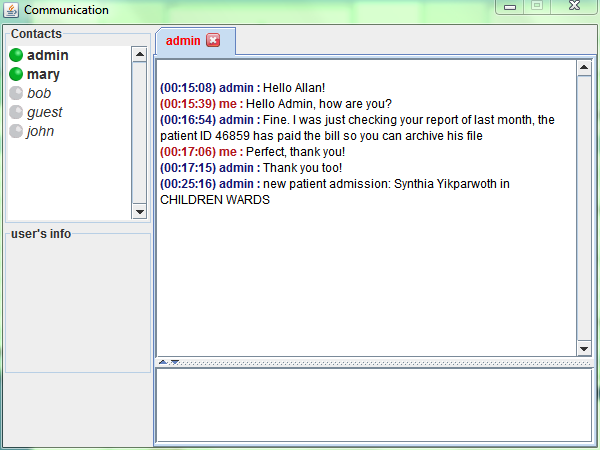 Communication
Contacts
admin
mary
bob
guest
john
user's info
admin
(00:15:08) admin : Hello Allan!
(00:15:39) me : Hello Admin, how are you?
(00:16:54) admin : Fine. I was just checking your report of last month, the
patient ID 46859 has paid the bill so you can archive his file
(00:17:06) me : Perfect, thank you!
(00:17:15) admin : Thank you too!
(00:25:16) admin : new patient admission: Synthia Yikparwoth in
CHILDREN WARDS